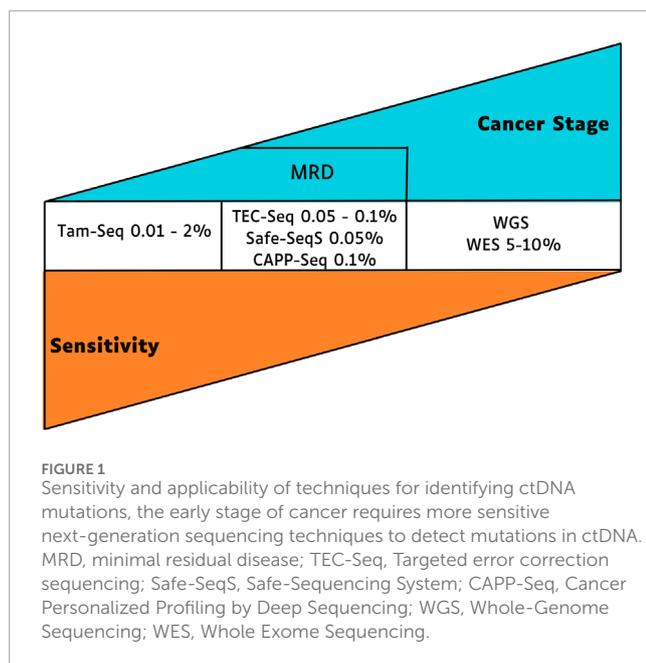 Cancer Stage
MRD
Tam-Seq 0.01 - 2%
TEC-Seq 0.05 - 0.1%
Safe-SeqS 0.05%
CAPP-Seq 0.1%
WGS
WES 5-10%
Sensitivity
FIGURE 1
Sensitivity and applicability of techniques for identifying ctDNA
mutations, the early stage of cancer requires more sensitive
next-generation sequencing techniques to detect mutations in ctDNA.
MRD, minimal residual disease; TEC-Seq, Targeted error correction
sequencing; Safe-SeqS, Safe-Sequencing System; CAPP-Seq, Cancer
Personalized Profiling by Deep Sequencing; WGS, Whole-Genome
Sequencing; WES, Whole Exome Sequencing.